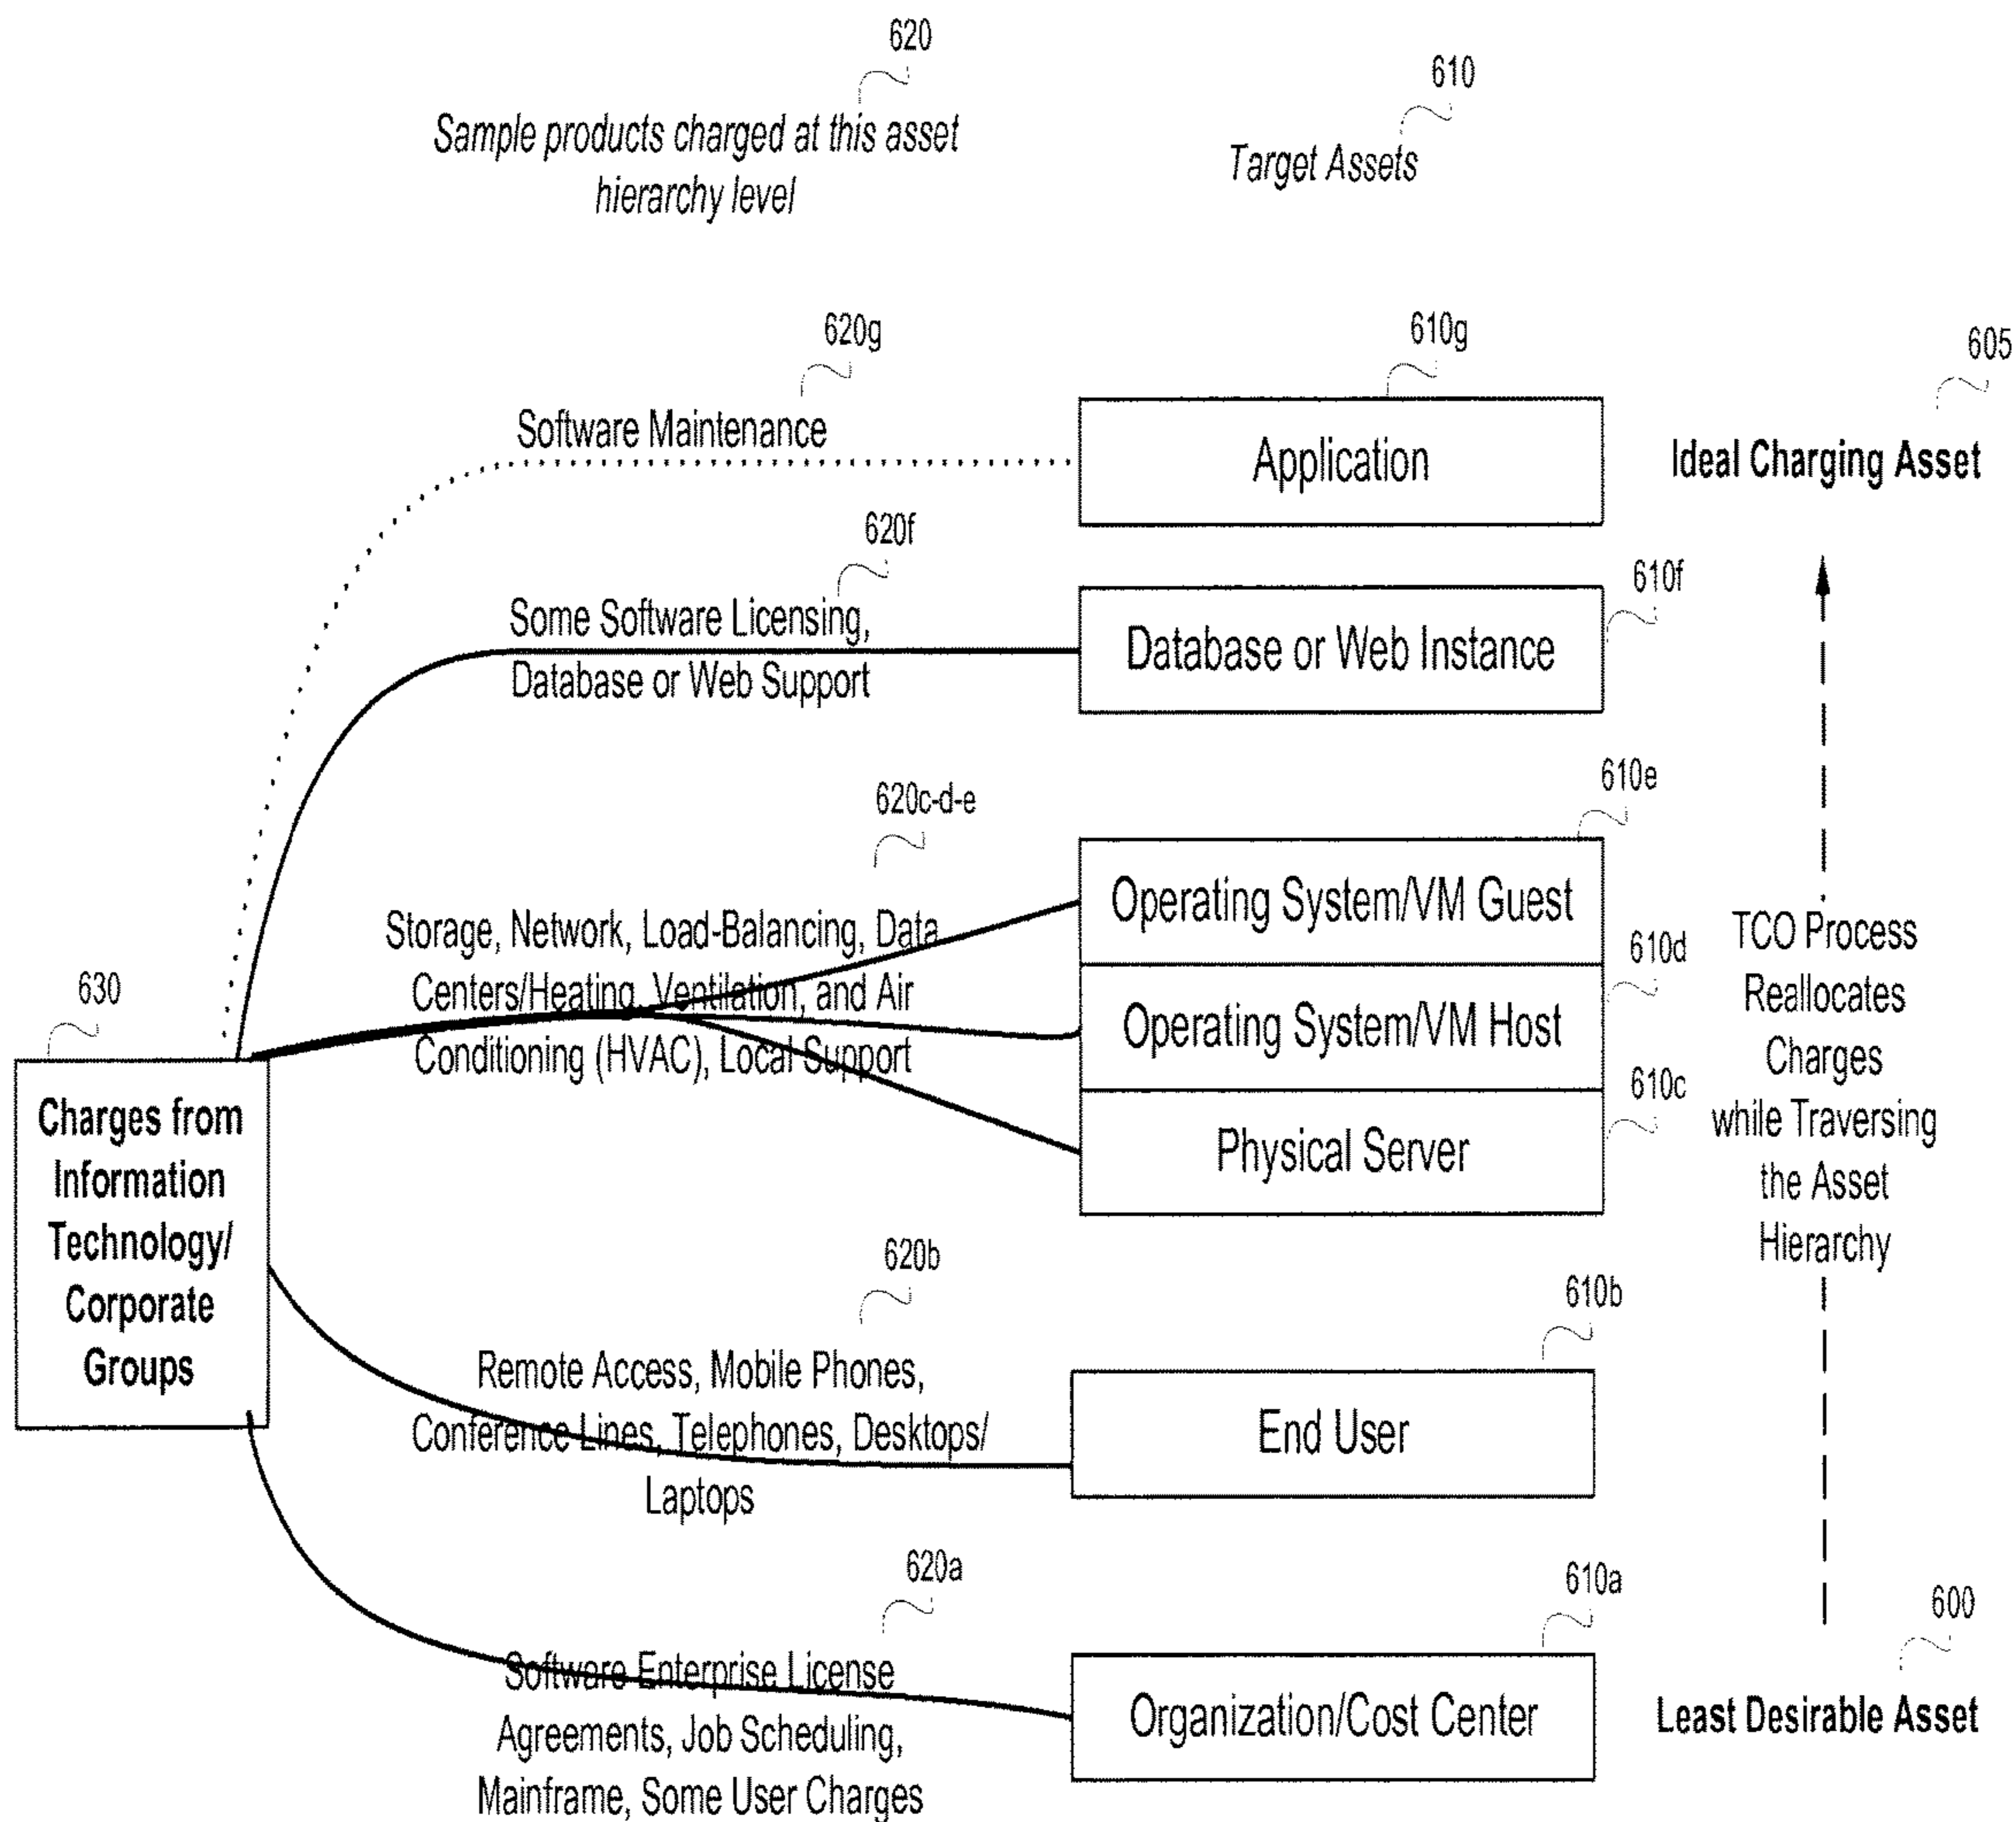 620
610
Sample products charged at this asset
hierarchy level
Target Assets
620g
610g
605
Software Maintenance
Application
Ideal Charging Asset
620f
610f
Some Software Licensing,
Database or Web Support
Database or Web Instance
620c-d-e
610e
Storage, Network, Load-Balancing, Data
Centers/Heating, Ventilation, and Air
Conditioning (HVAC), Local Support
Operating System/VM Guest
610d
Operating System/VM Host
610c
Physical Server
TCO Process
Reallocates
Charges
while Traversing
the Asset
Hierarchy
630
Charges from
Information
Technology/
Corporate
Groups
620b
610b
Remote Access, Mobile Phones,
Conference Lines, Telephones, Desktops/
Laptops
End User
620a
610a
600
Software Enterprise License
Agreements, Job Scheduling,
Mainframe, Some User Charges
Organization/Cost Center
Least Desirable Asset